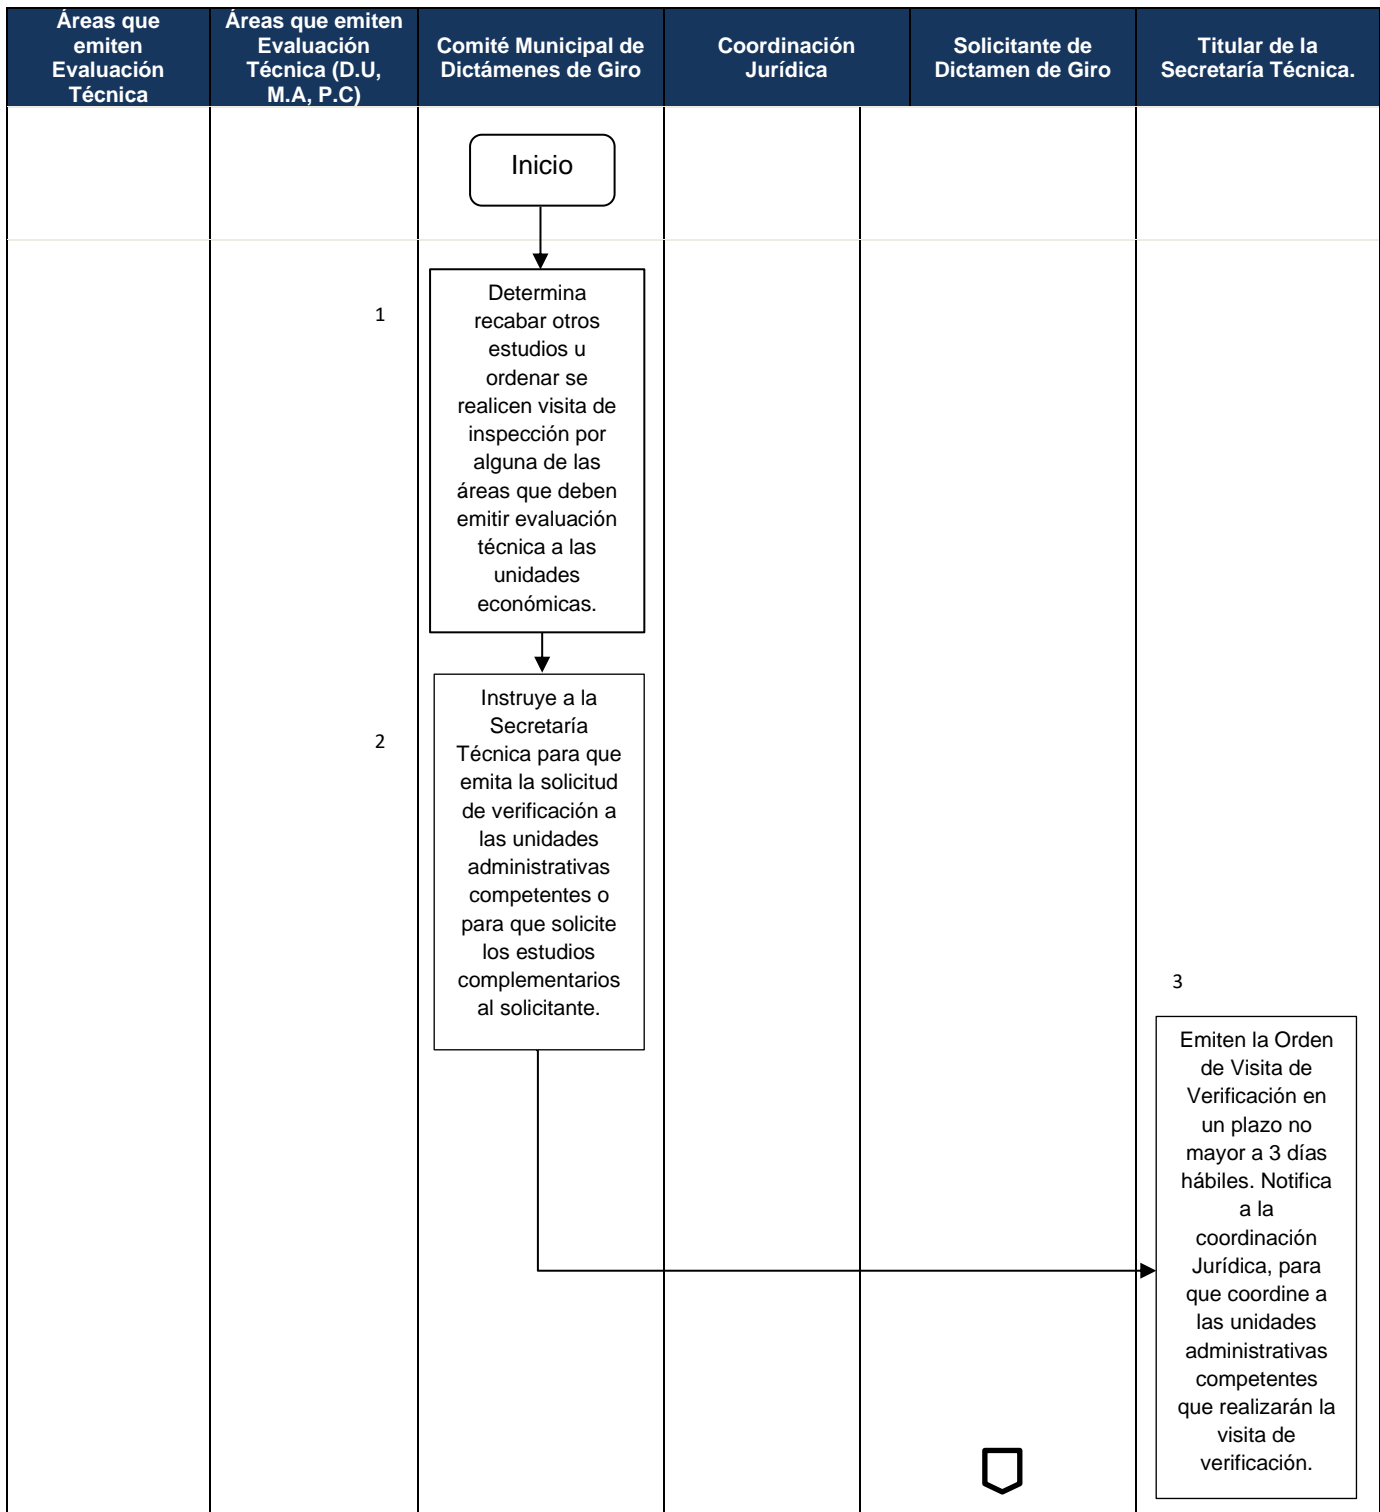 Áreas que
emiten
Evaluación
Técnica
Áreas que emiten
Evaluación
Técnica (D.U,
M.A, P.C)
Comité Municipal de
Dictámenes de Giro
Coordinación
Jurídica
Solicitante de
Dictamen de Giro
Titular de la
Secretaría Técnica.
Inicio
1
Determina
recabar otros
estudios u
ordenar se
realicen visita de
inspección por
alguna de las
áreas que deben
emitir evaluación
técnica a las
unidades
económicas.
2
Instruye a la
Secretaría
Técnica para que
emita la solicitud
de verificación a
las unidades
administrativas
competentes o
para que solicite
los estudios
complementarios
al solicitante.
3
Emiten la Orden
de Visita de
Verificación en
un plazo no
mayor a 3 días
hábiles. Notifica
a la
coordinación
Jurídica, para
que coordine a
las unidades
administrativas
competentes
que realizarán la
visita de
verificación.